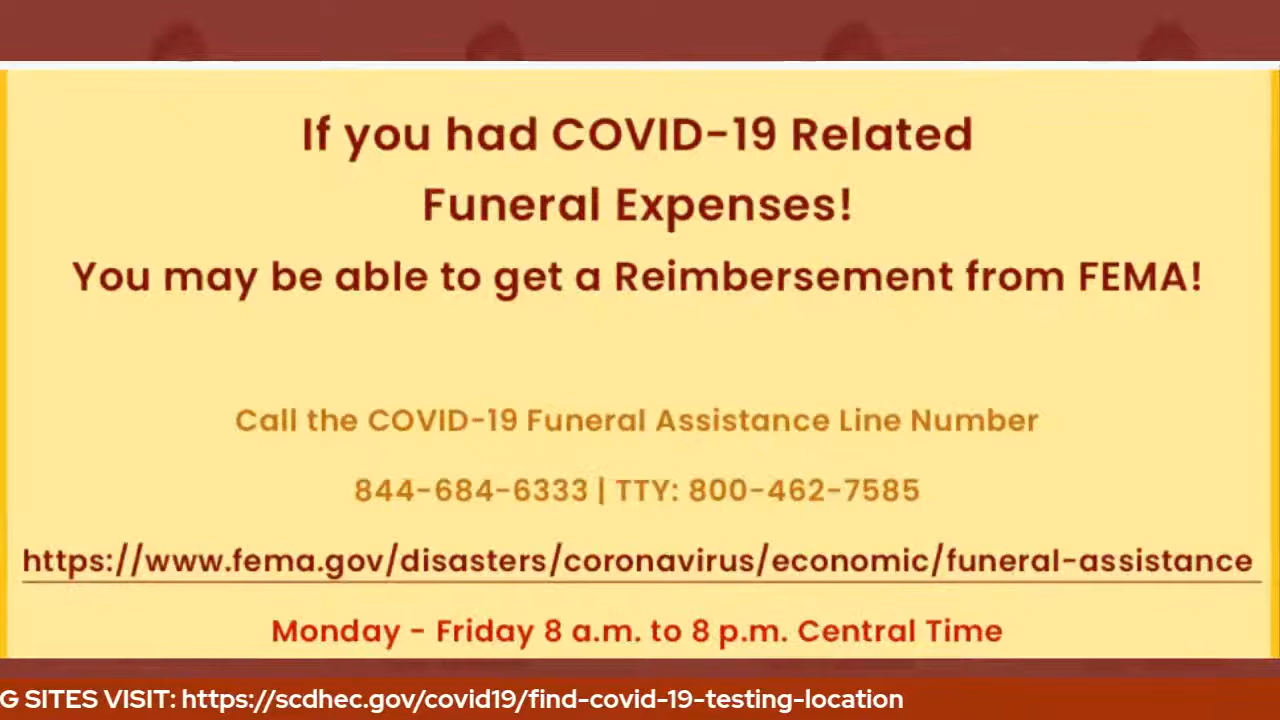 If you had COVID-19 Related
Funeral Expenses!
You may be able to get a Reimbersement from FEMA!
Call the COVID-19 Funeral Assistance Line Number
844-684-6333 | TTY: 800-462-7585
https://www.fema.gov/disasters/coronavirus/economic/funeral-assistance
Monday - Friday 8 a.m. to 8 p.m. Central Time
G SITES VISIT: https://scdhec.gov/covid19/find-covid-19-testing-location